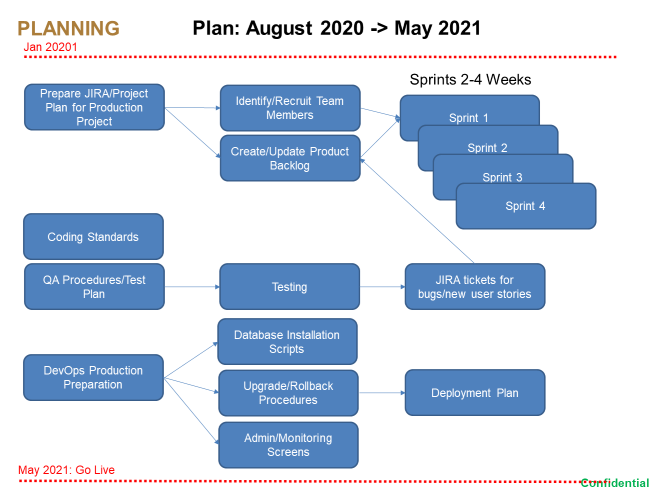 PLANNING
Plan: August 2020 -> May 2021
Jan 20201
Sprints 2-4 Weeks
Prepare JIRA/Project
Plan for Production
Project
Identify/Recruit Team
Members
Create/Update Product
Backlog
Sprint 1
Sprint 2
Sprint 3
Sprint 4
Coding Standards
QA Procedures/Test
Plan
Testing
JIRA tickets for
bugs/new user stories
Database Installation
Scripts
DevOps Production
Preparation
Upgrade/Rollback
Procedures
Deployment Plan
Admin/Monitoring
Screens
May 2021: Go Live
Confidential